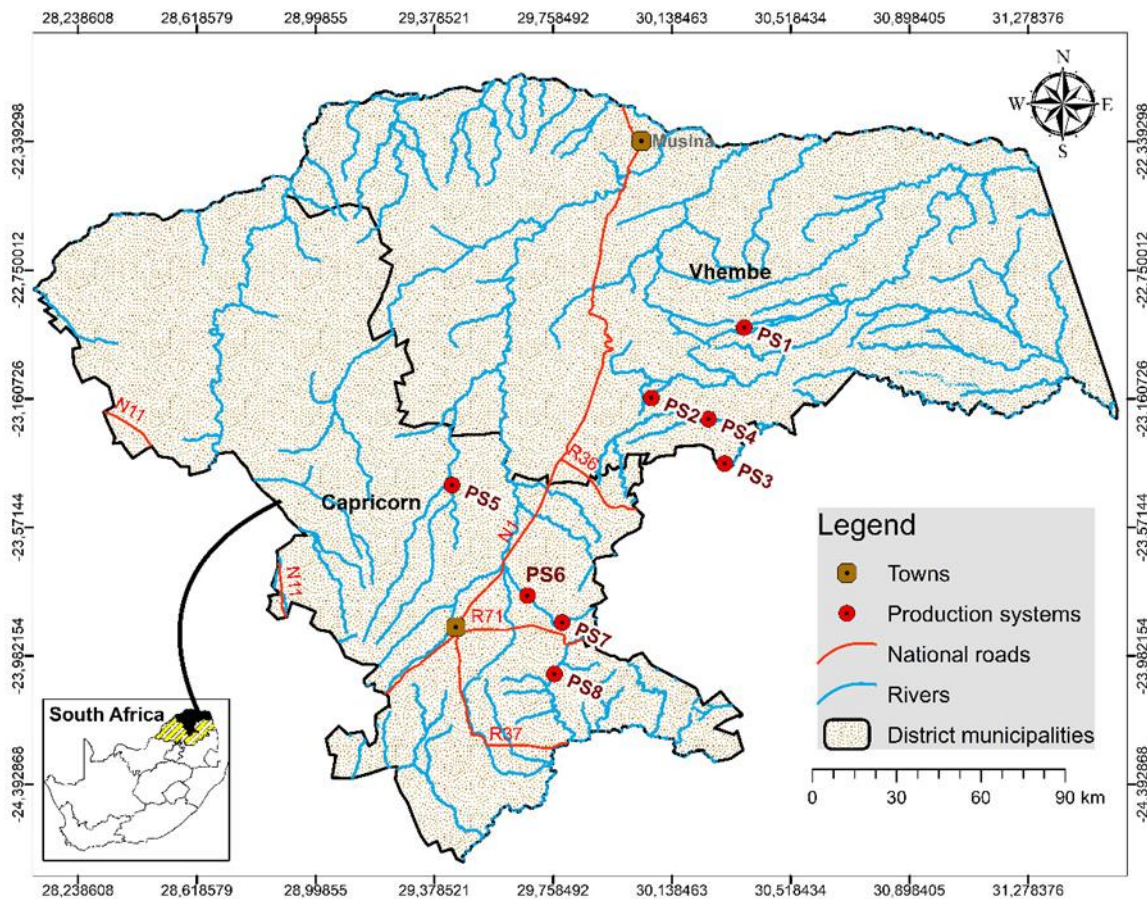 28,238608 28,618579 28,99855 29,378521 29,758492 30,138464 30,518434 30,898405 31,278376
N
W E
S
-22,339298 -22,339298
Musina
-22,750012 -22,750012
Vhembe
PS1
-23,160726 -23,160726
N11
PS2
PS4
R36
PS3
PS5
Capricorn
-23,57144 -23,57144
N1
Legend
Towns
PS6
N11
Production systems
R71
PS7
National roads
-23,982154 -23,982154
PS8
Rivers
South Africa
R37
District municipalities
-24,392868 -24,392868
0 30 60 90 km
28,238608 28,618579 28,99855 29,378521 29,758492 30,138464 30,518434 30,898405 31,278376